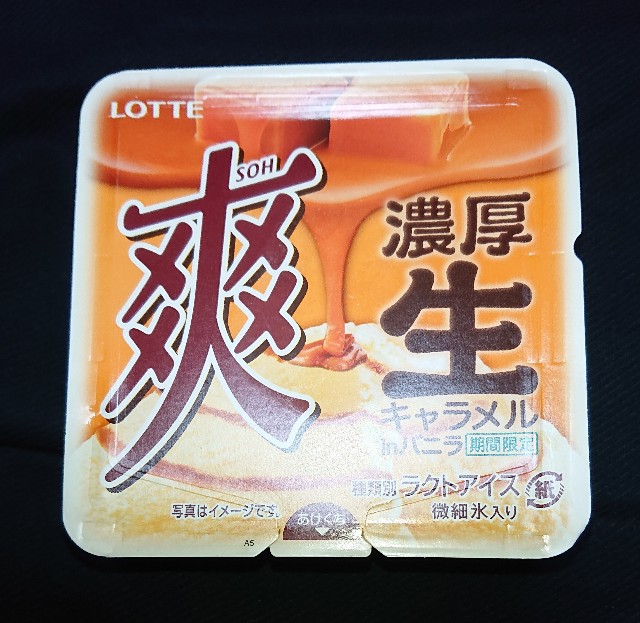 LOTTE
SOH
爽
濃厚
生
キャラメル
inバニラ 期間限定
種類別 ラクトアイス 紙
微細氷入り
写真はイメージです。
あけくち
A5